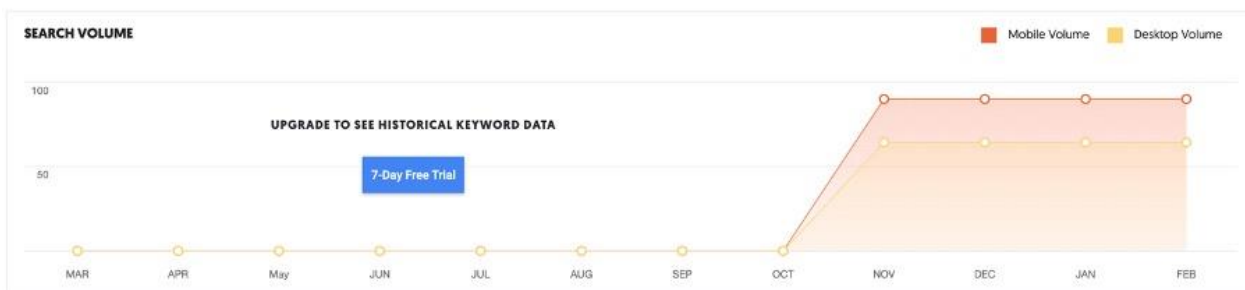 SEARCH VOLUME
Mobile Volume Desktop Volume
100
UPGRADE TO SEE HISTORICAL KEYWORD DATA
7-Day Free Trial
50
MAR APR May JUN JUL AUG SEP OCT NOV DEC JAN FEB